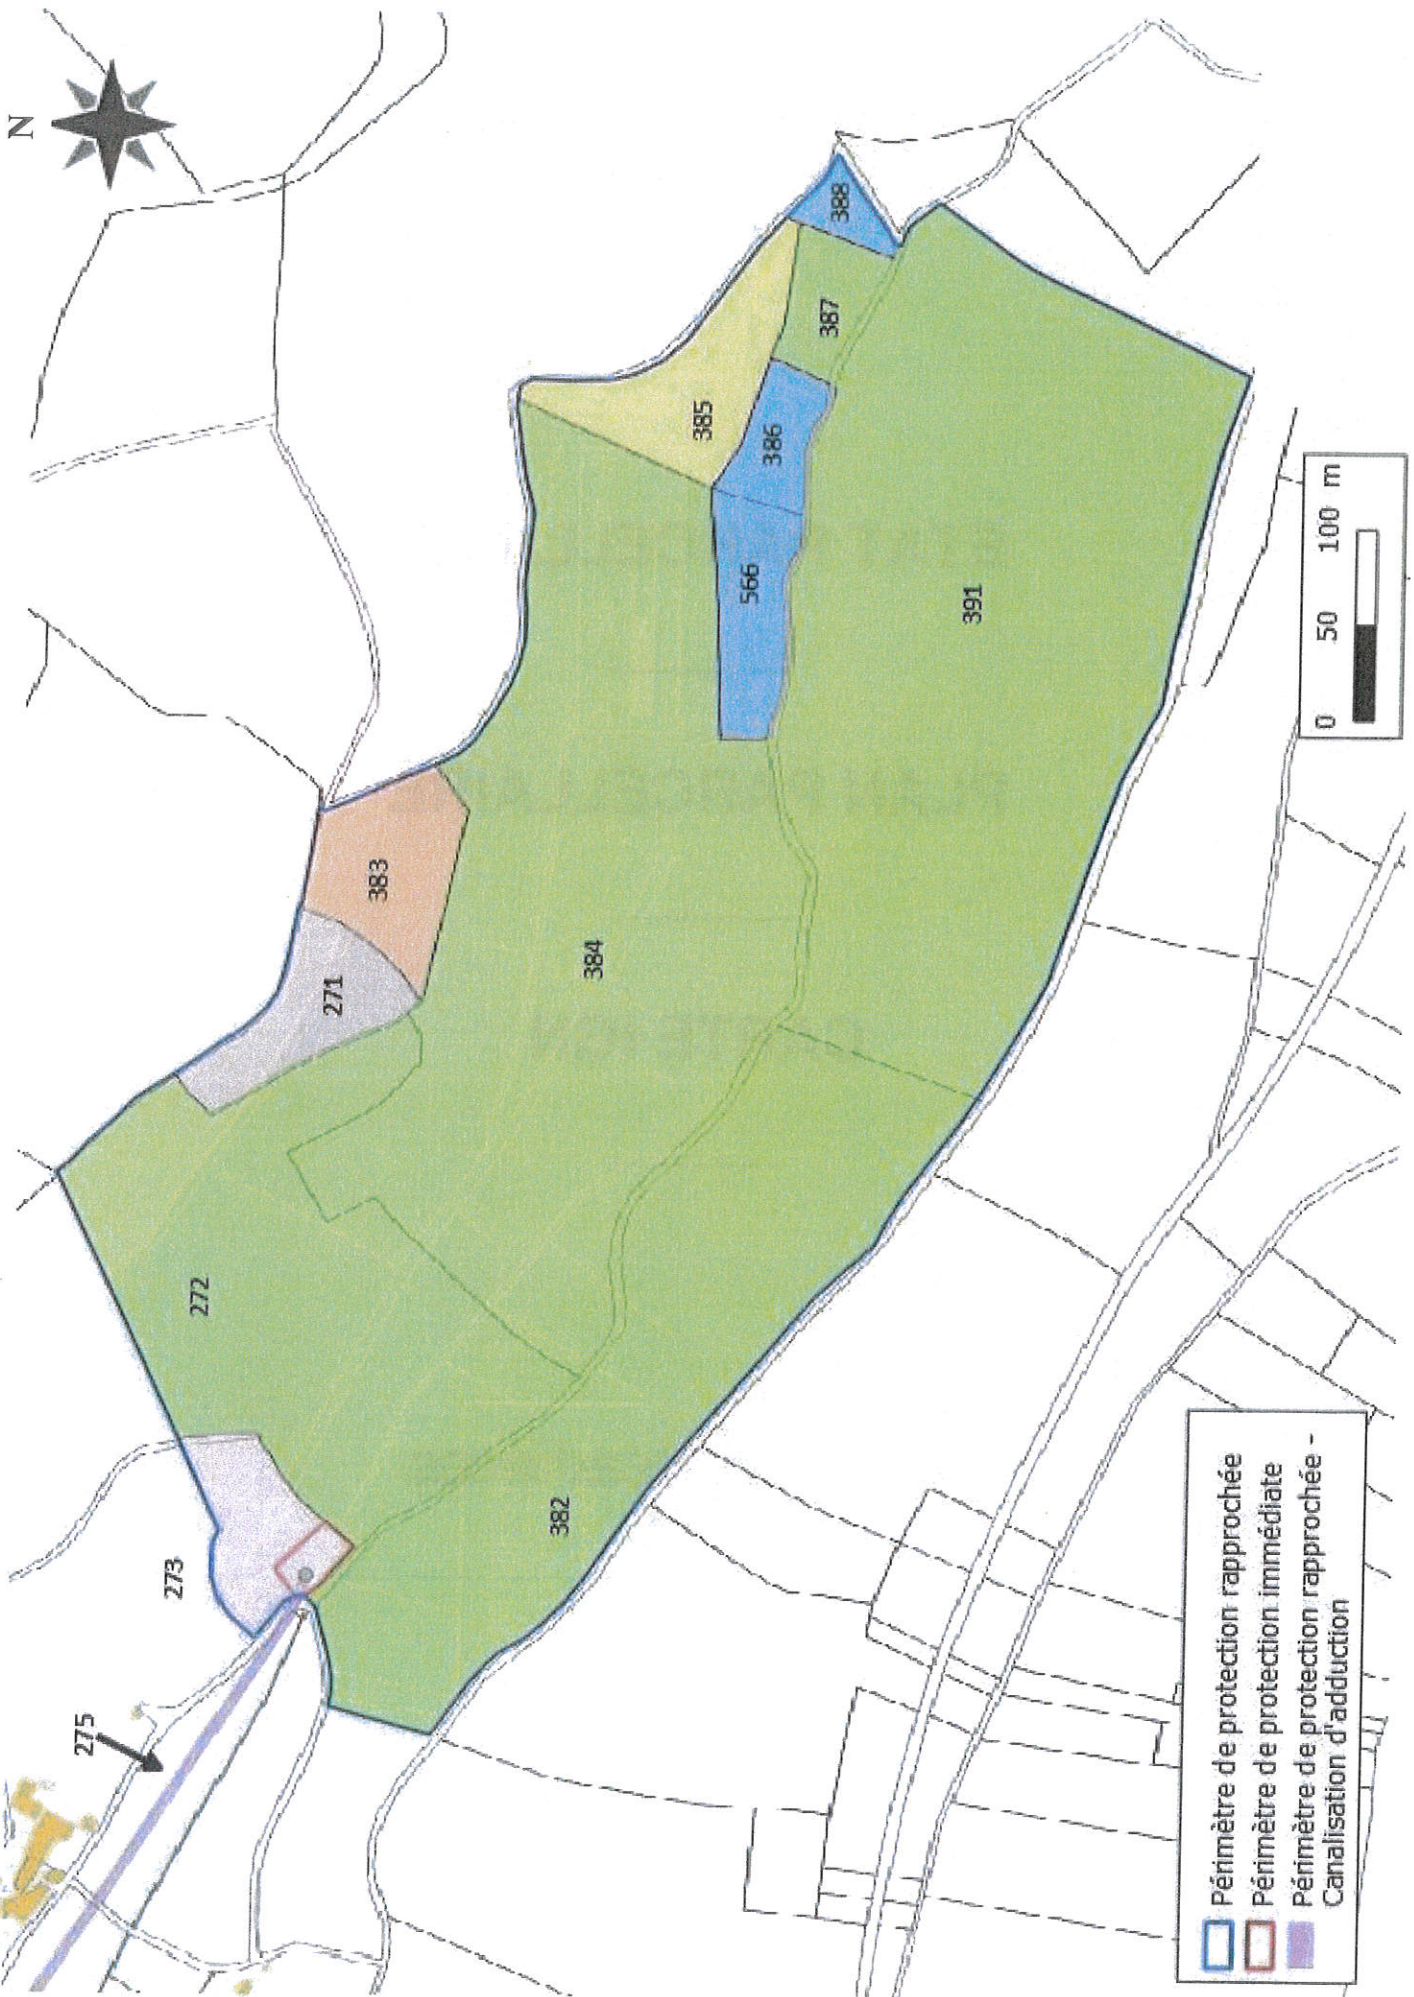 N
275
273
272
271
383
382
384
385
386
566
387
388
391
0 50 100 m
Périmètre de protection rapprochée
Périmètre de protection immédiate
Périmètre de protection rapprochée -
Canalisation d'adduction